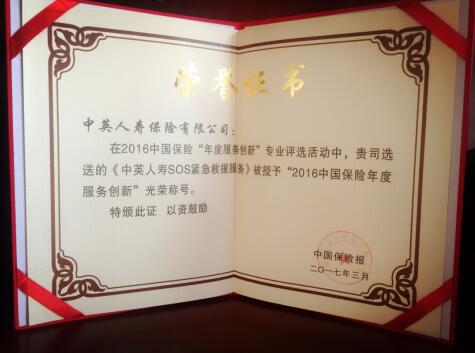 荣誉证书
中英人寿保险有限公司：
在2016中国保险“年度服务创新”专业评选活动中，贵司选
送的《中英人寿SOS紧急救援服务》被授予“2016中国保险年度
服务创新”光荣称号。
特颁此证 以资鼓励
中国保险报
二〇一七年三月